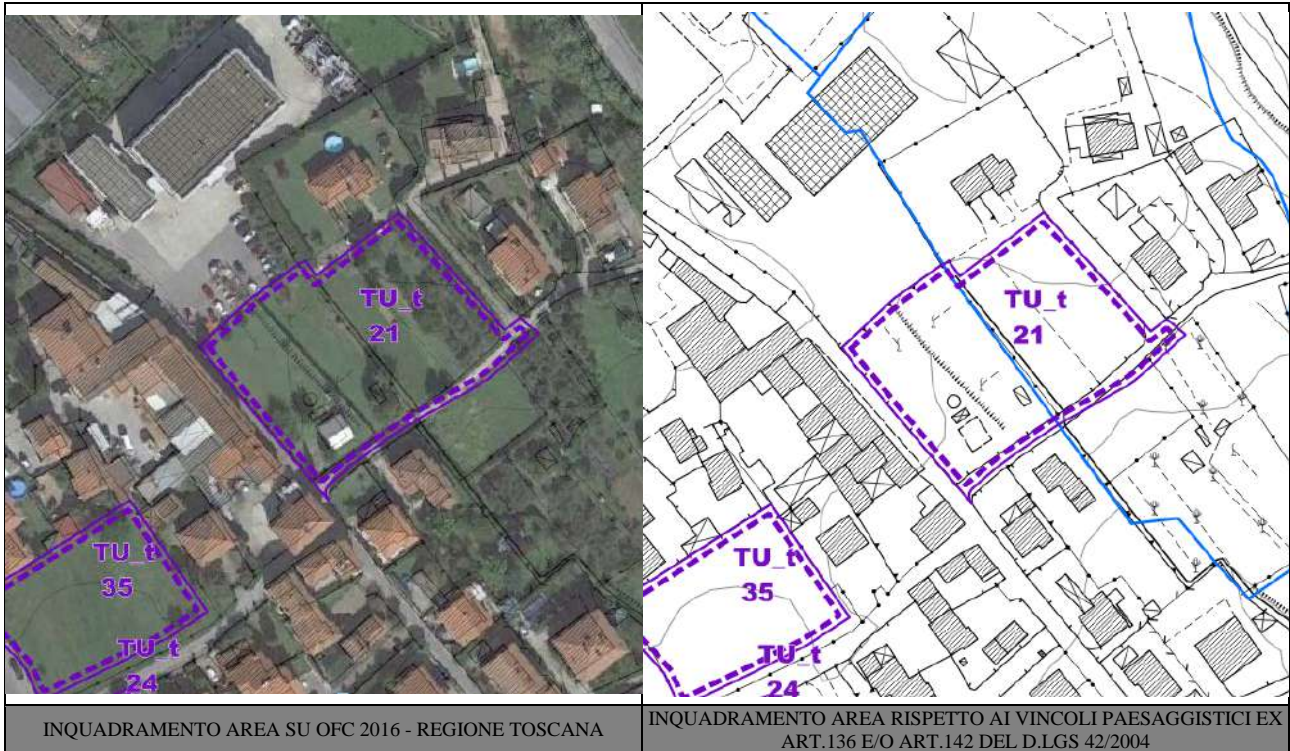 TU_t
21
TU_t
35
TU_t
24
INQUADRAMENTO AREA SU OFC 2016 - REGIONE TOSCANA
TU_t
21
TU_t
35
TU_t
24
INQUADRAMENTO AREA RISPETTO AI VINCOLI PAESAGGISTICI EX
ART.136 E/O ART.142 DEL D.LGS 42/2004